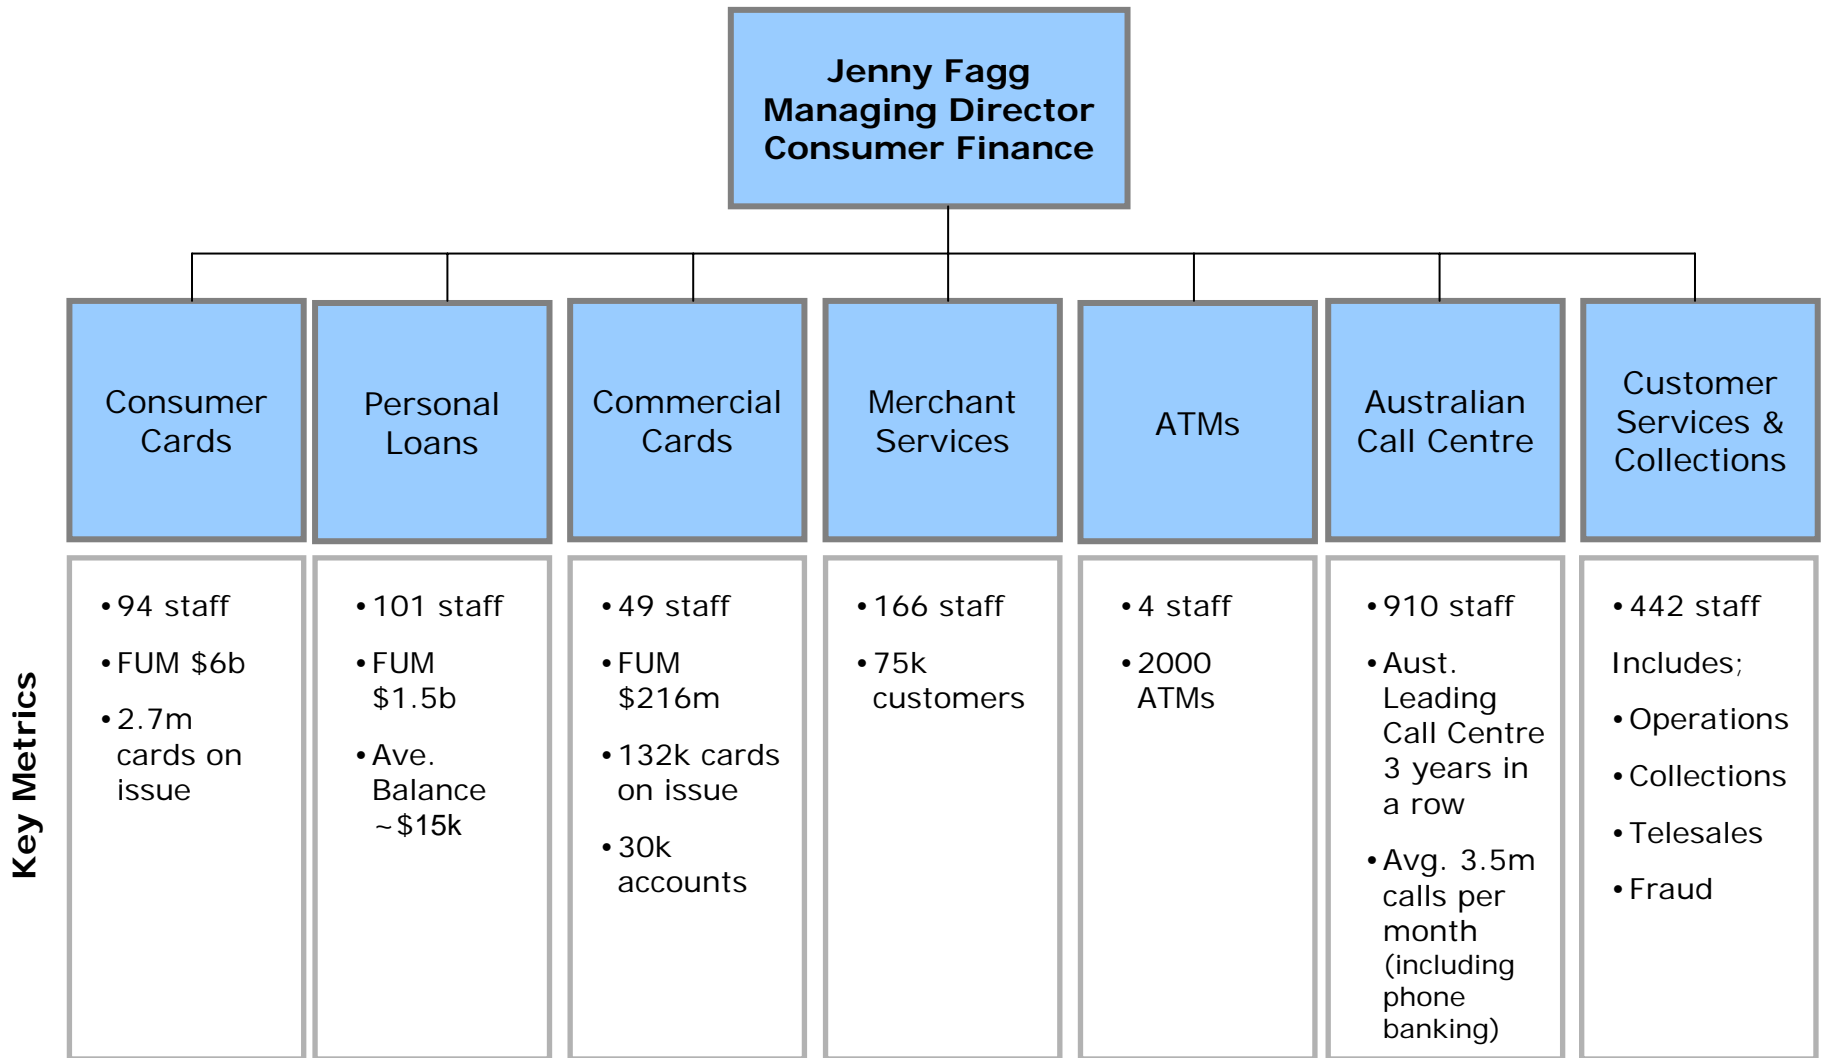 Jenny Fagg
Managing Director
Consumer Finance
Consumer
Cards
Personal
Loans
Commercial
Cards
Merchant
Services
ATMs
Australian
Call Centre
Customer
Services &
Collections
Key Metrics
•94 staff
•FUM $6b
•2.7m
cards on
issue
•101 staff
•FUM
$1.5b
•Ave.
Balance
~$15k
•49 staff
•FUM
$216m
•132k cards
on issue
•30k
accounts
•166 staff
•75k
customers
•4 staff
•2000
ATMs
•910 staff
•Aust.
Leading
Call Centre
3 years in
a row
•Avg. 3.5m
calls per
month
(including
phone
banking)
•442 staff
Includes;
•Operations
•Collections
•Telesales
•Fraud